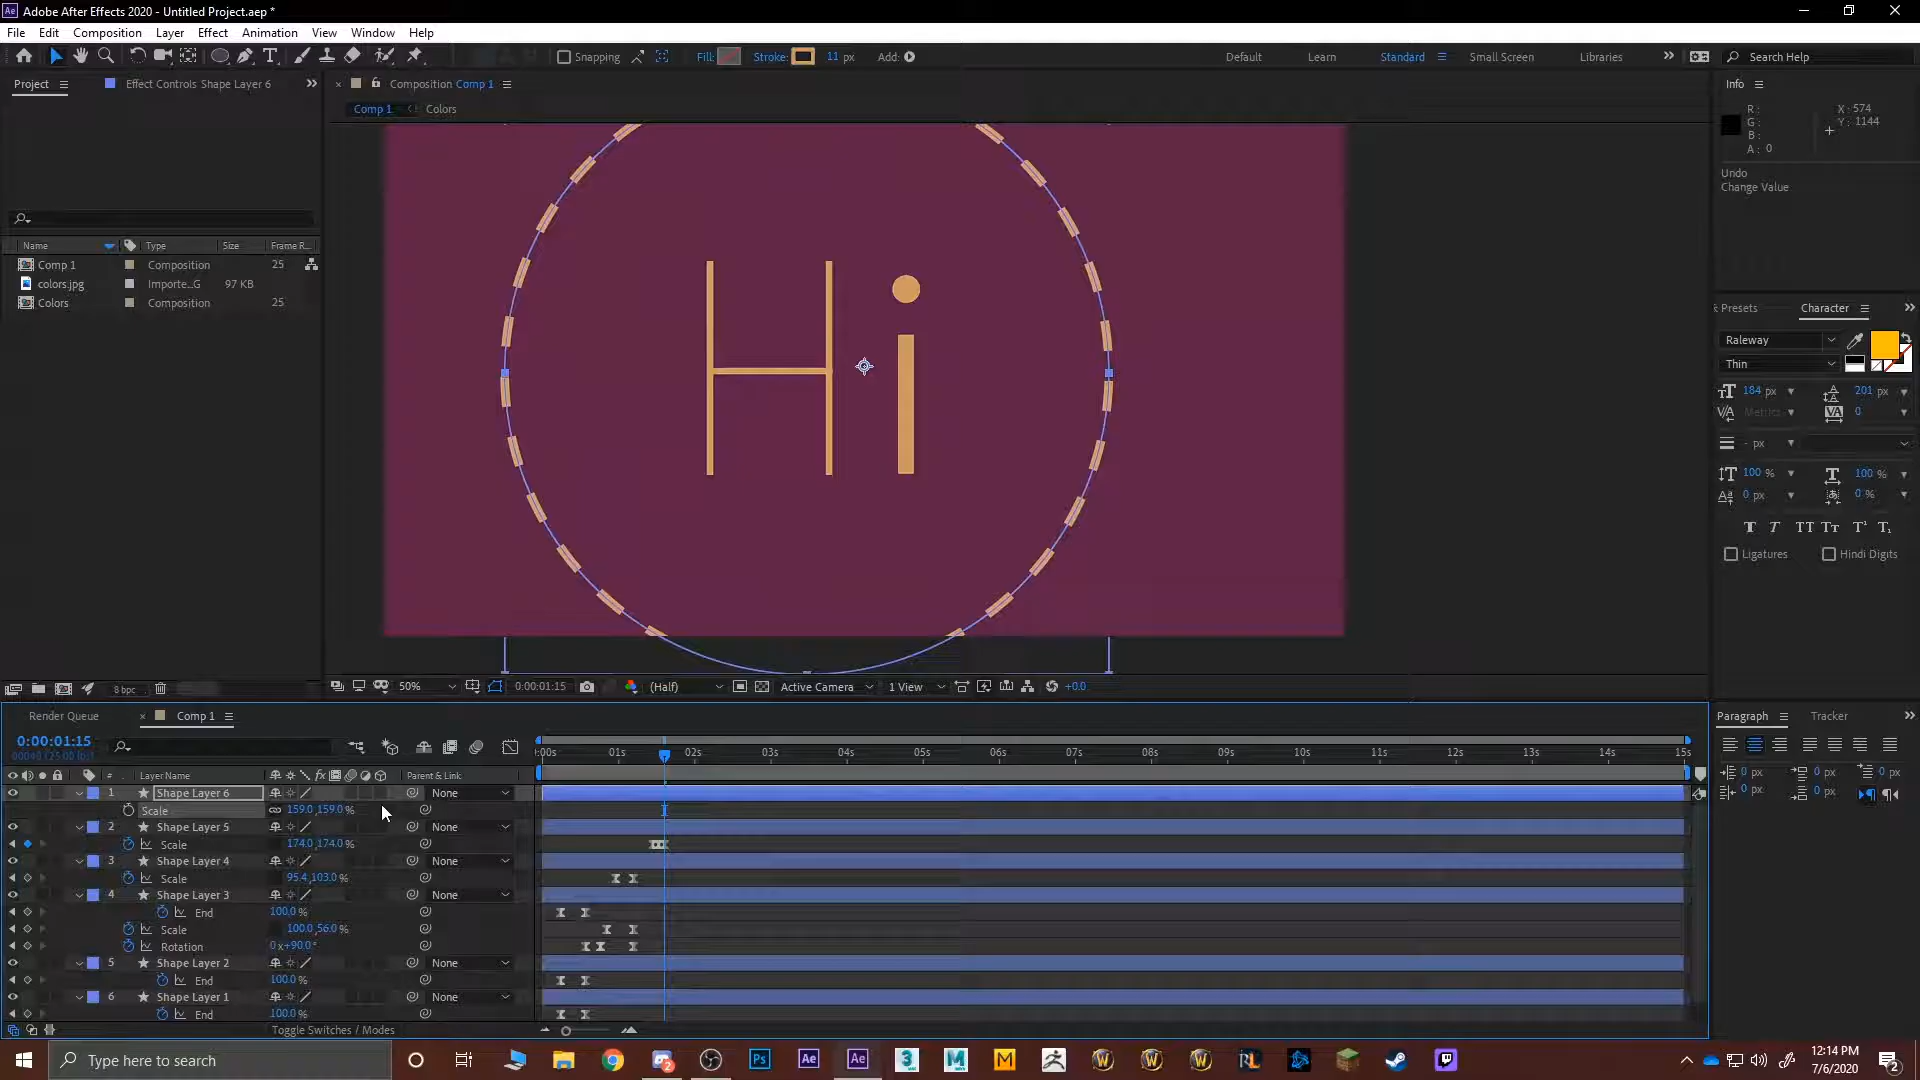 Adobe After Effects 2020 - Untitled Project.aep *
File Edit Composition Layer Effect Animation View Window Help
Snapping Fill: Stroke: 11 px Add: Default Learn Standard Small Screen Libraries Search Help
Project Effect Controls Shape Layer 6 Composition Comp 1 Info
Comp 1 Colors
R: G: B: A: 0 X: 574 Y: 1144
Undo
Change Value
Name Type Size Frame R...
Comp 1 Composition 25
colors.jpg Importe...G 97 KB
Colors Composition 25
Hi
Presets Character
Raleway
Thin
184 px 201 px
Metrics 0
- px
100 % 100 %
0 px 0 %
T T TT Tt T¹ T₁
Ligatures Hindi Digits
8 bpc 50% 0:00:01:15 (Half) Active Camera 1 View +0.0
Render Queue Comp 1
Paragraph Tracker
0:00:01:15
:00s 01s 02s 03s 04s 05s 06s 07s 08s 09s 10s 11s 12s 13s 14s 15s
# Layer Name Parent & Link
0 px 0 px 0 px
0 px 0 px
1 Shape Layer 6 None
Scale 159.0,159.0 %
2 Shape Layer 5 None
Scale 174.0,174.0 %
3 Shape Layer 4 None
Scale 95.4,103.0 %
4 Shape Layer 3 None
End 100.0 %
Scale 100.0,56.0 %
Rotation 0 x+90.0 °
5 Shape Layer 2 None
End 100.0 %
6 Shape Layer 1 None
End 100.0 %
Toggle Switches / Modes
Type here to search
12:14 PM
7/6/2020